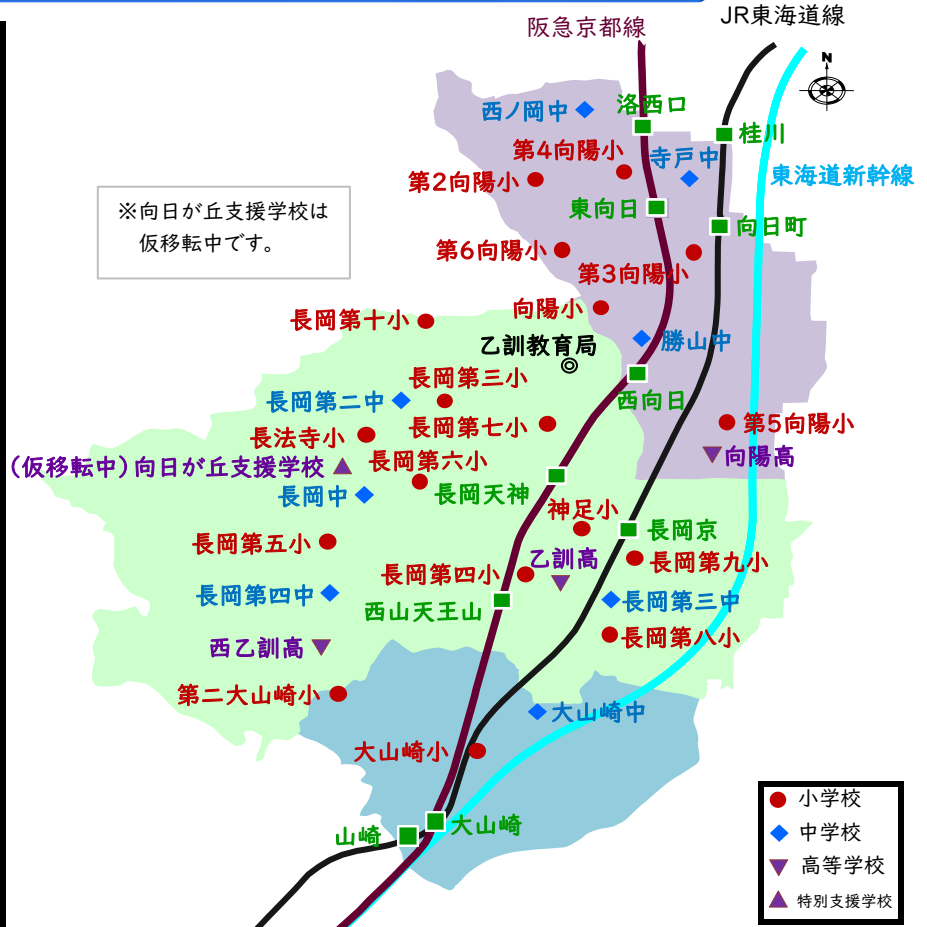 JR東海道線
阪急京都線
N
西ノ岡中
洛西口
桂川
第4向陽小
寺戸中
第2向陽小
東海道新幹線
東向日
※向日が丘支援学校は
仮移転中です。
向日町
第6向陽小
第3向陽小
向陽小
長岡第十小
乙訓教育局
勝山中
長岡第三小
長岡第二中
西向日
長岡第七小
第5向陽小
長法寺小
長岡第六小
(仮移転中)向日が丘支援学校
向陽高
長岡中
長岡天神
神足小
長岡京
長岡第五小
乙訓高
長岡第九小
長岡第四小
長岡第四中
長岡第三中
西山天王山
長岡第八小
西乙訓高
第二大山崎小
大山崎中
大山崎小
大山崎
山崎
小学校
中学校
高等学校
特別支援学校